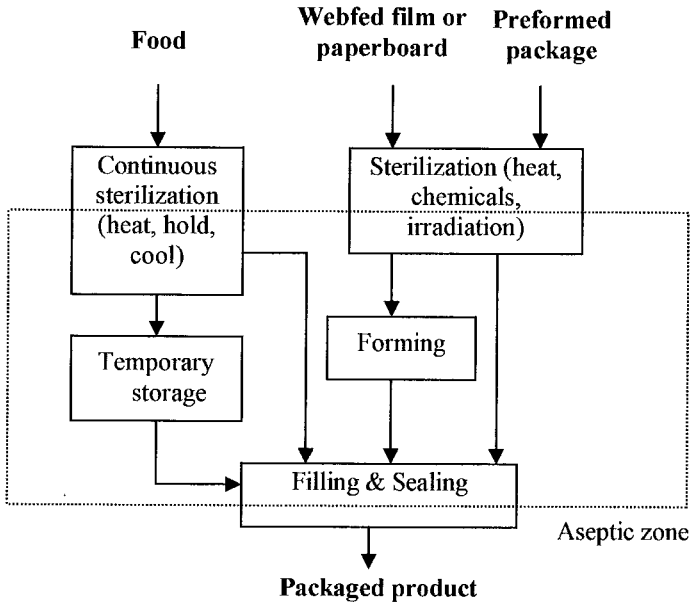 Food
Webfed film or
paperboard
Preformed
package
Continuous
sterilization
(heat, hold,
cool)
Sterilization (heat,
chemicals,
irradiation)
Temporary
storage
Forming
Filling & Sealing
Aseptic zone
Packaged product